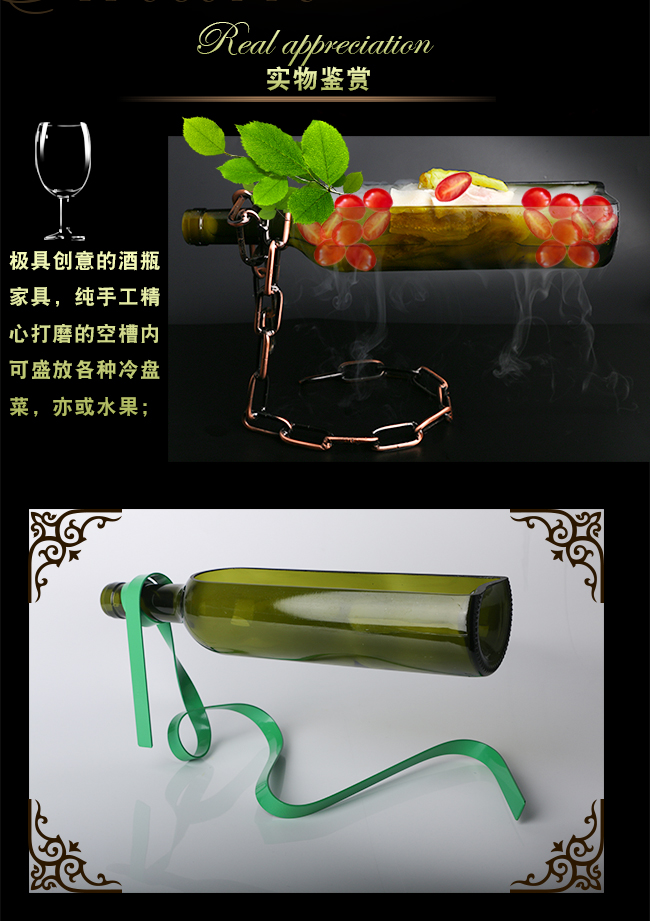 Real appreciation
实物鉴赏
极具创意的酒瓶
家具，纯手工精
心打磨的空槽内
可盛放各种冷盘
菜，亦或水果；